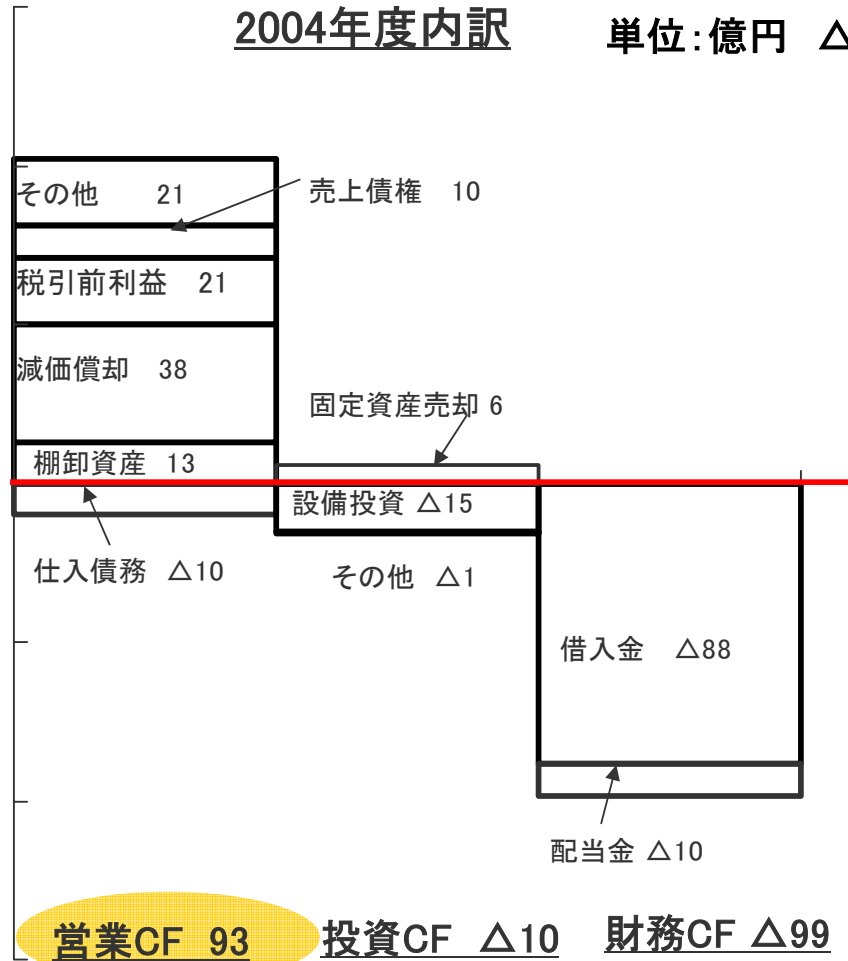 2004年度内訳 単位:億円 △
その他 21
売上債権 10
税引前利益 21
減価償却 38
固定資産売却 6
棚卸資産 13
設備投資 △15
仕入債務 △10
その他 △1
借入金 △88
配当金 △10
営業CF 93 投資CF △10 財務CF △99